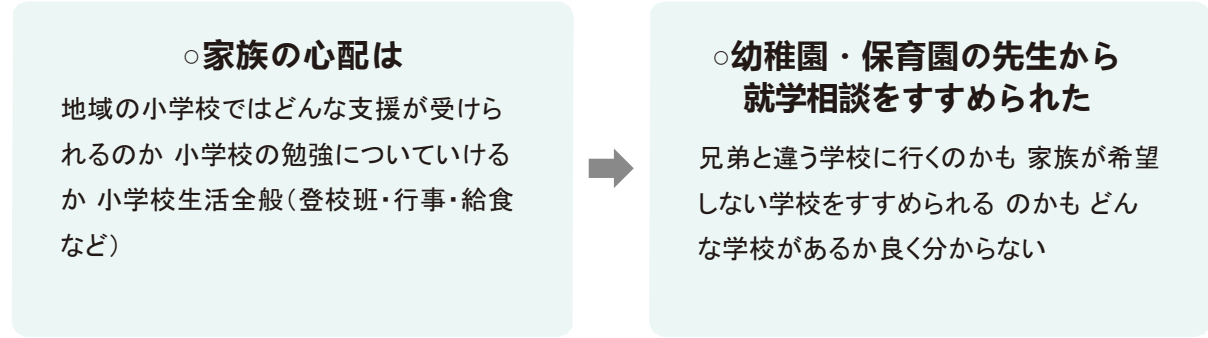 ○家族の心配は
地域の小学校ではどんな支援が受けら
れるのか 小学校の勉強についていける
か 小学校生活全般(登校班・行事・給食
など)
○幼稚園・保育園の先生から
就学相談をすすめられた
兄弟と違う学校に行くのかも 家族が希望
しない学校をすすめられる のかも どん
な学校があるか良く分からない